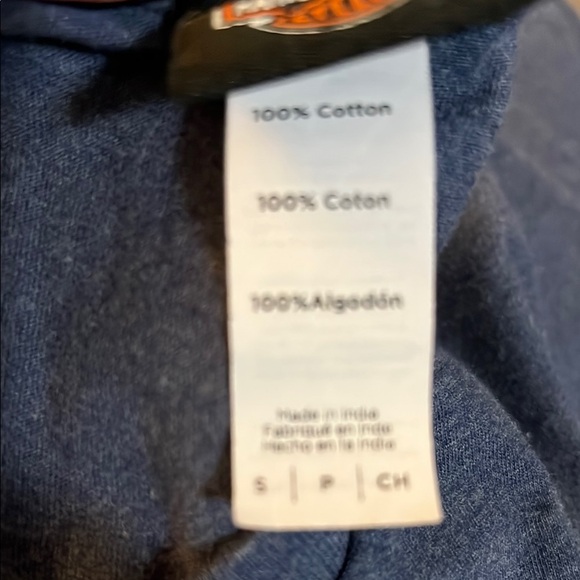 100% Cotton
100% Coton
100%Algodón
Made in India
Fabriqué en Inde
Hecho en la India
S | P | CH